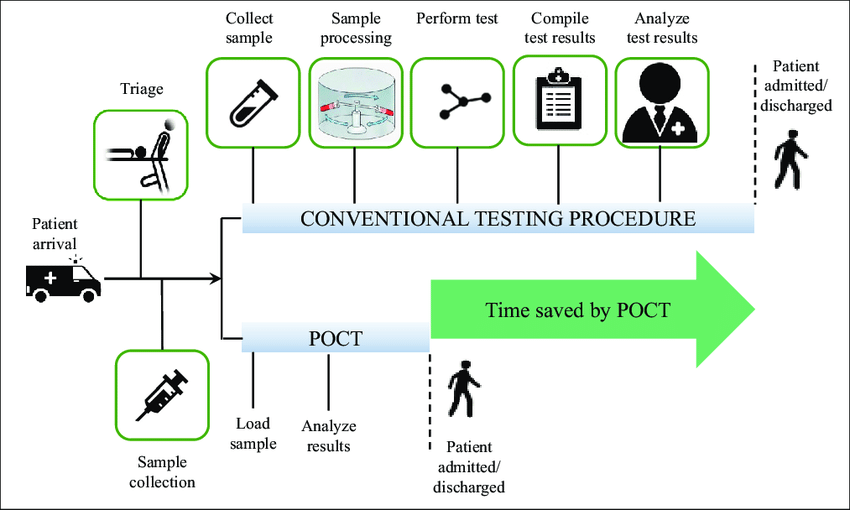 Collect
sample
Sample
processing
Perform test
Compile
test results
Analyze
test results
Patient
admitted/
discharged
Triage
Patient
arrival
CONVENTIONAL TESTING PROCEDURE
Time saved by POCT
POCT
Load
sample
Analyze
results
Patient
admitted/
discharged
Sample
collection